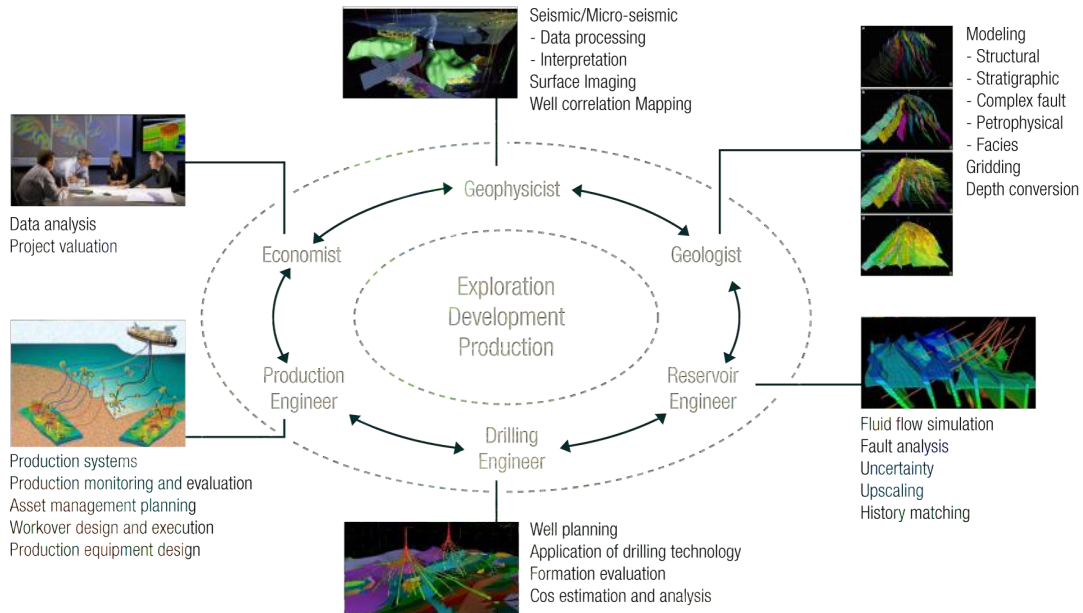 Seismic/Micro-seismic
- Data processing
- Interpretation
Surface Imaging
Well correlation Mapping
Modeling
- Structural
- Stratigraphic
- Complex fault
- Petrophysical
- Facies
Gridding
Depth conversion
Data analysis
Project valuation
Geophysicist
Economist
Geologist
Exploration
Development
Production
Production
Engineer
Reservoir
Engineer
Drilling
Engineer
Fluid flow simulation
Fault analysis
Uncertainty
Upscaling
History matching
Production systems
Production monitoring and evaluation
Asset management planning
Workover design and execution
Production equipment design
Well planning
Application of drilling technology
Formation evaluation
Cos estimation and analysis